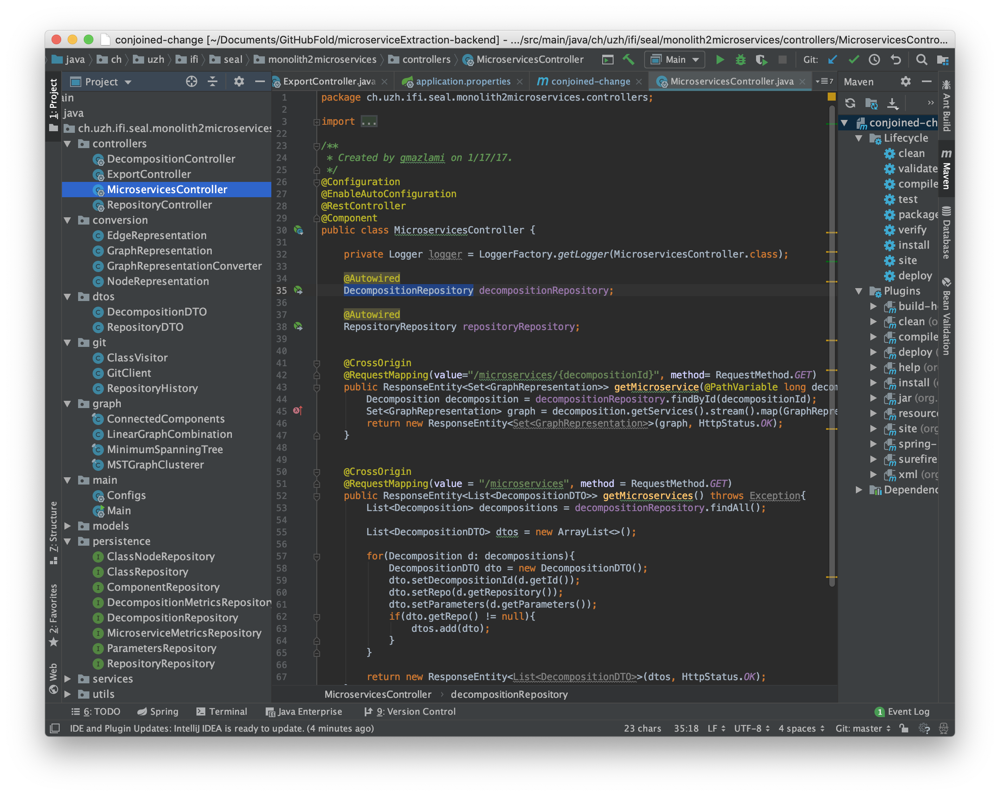 conjoined-change [~/Documents/GitHubFold/microserviceExtraction-backend] - .../src/main/java/ch/uzh/ifi/seal/monolith2microservices/controllers/MicroservicesContro...
java ch uzh ifi seal monolith2microservices controllers MicroservicesController Main Git:
1: Project
7: Structure
2: Favorites
Web
Project
ain
java
ch.uzh.ifi.seal.monolith2microservices
controllers
DecompositionController
ExportController
MicroservicesController
RepositoryController
conversion
EdgeRepresentation
GraphRepresentation
GraphRepresentationConverter
NodeRepresentation
dtos
DecompositionDTO
RepositoryDTO
git
ClassVisitor
GitClient
RepositoryHistory
graph
ConnectedComponents
LinearGraphCombination
MinimumSpanningTree
MSTGraphClusterer
main
Configs
Main
models
persistence
ClassNodeRepository
ClassRepository
ComponentRepository
DecompositionMetricsRepository
DecompositionRepository
MicroserviceMetricsRepository
ParametersRepository
RepositoryRepository
services
utils
ExportController.java application.properties conjoined-change MicroservicesController.java 7
1 package ch.uzh.ifi.seal.monolith2microservices.controllers;
2
3 import ...
22
23 /**
24 * Created by gmazlami on 1/17/17.
25 */
26 @Configuration
27 @EnableAutoConfiguration
28 @RestController
29 @Component
30 public class MicroservicesController {
31
32 private Logger logger = LoggerFactory.getLogger(MicroservicesController.class);
33
34 @Autowired
35 DecompositionRepository decompositionRepository;
36
37 @Autowired
38 RepositoryRepository repositoryRepository;
39
40
41 @CrossOrigin
42 @RequestMapping(value="/microservices/{decompositionId}", method= RequestMethod.GET)
43 public ResponseEntity<Set<GraphRepresentation>> getMicroservice(@PathVariable long decom
44 Decomposition decomposition = decompositionRepository.findById(decompositionId);
45 Set<GraphRepresentation> graph = decomposition.getServices().stream().map(GraphRepre
46 return new ResponseEntity<Set<GraphRepresentation>>(graph, HttpStatus.OK);
47 }
48
49
50 @CrossOrigin
51 @RequestMapping(value = "/microservices", method = RequestMethod.GET)
52 public ResponseEntity<List<DecompositionDTO>> getMicroservices() throws Exception{
53 List<Decomposition> decompositions = decompositionRepository.findAll();
54
55 List<DecompositionDTO> dtos = new ArrayList<>();
56
57 for(Decomposition d: decompositions){
58 DecompositionDTO dto = new DecompositionDTO();
59 dto.setDecompositionId(d.getId());
60 dto.setRepo(d.getRepository());
61 dto.setParameters(d.getParameters());
62 if(dto.getRepo() != null){
63 dtos.add(dto);
64 }
65 }
66
67 return new ResponseEntity<List<DecompositionDTO>>(dtos, HttpStatus.OK);
MicroservicesController › decompositionRepository
Maven
»
conjoined-ch
Lifecycle
clean
validate
compile
test
package
verify
install
site
deploy
Plugins
build-he
clean (o
compile
deploy (
help (or
install (
jar (org.
resourc
site (org
spring-
surefire
xml (org
Dependenc
Ant Build
m Maven
Database
Bean Validation
6: TODO Spring Terminal Java Enterprise 9: Version Control 1 Event Log
IDE and Plugin Updates: IntelliJ IDEA is ready to update. (4 minutes ago) 23 chars 35:18 LF UTF-8 4 spaces Git: master